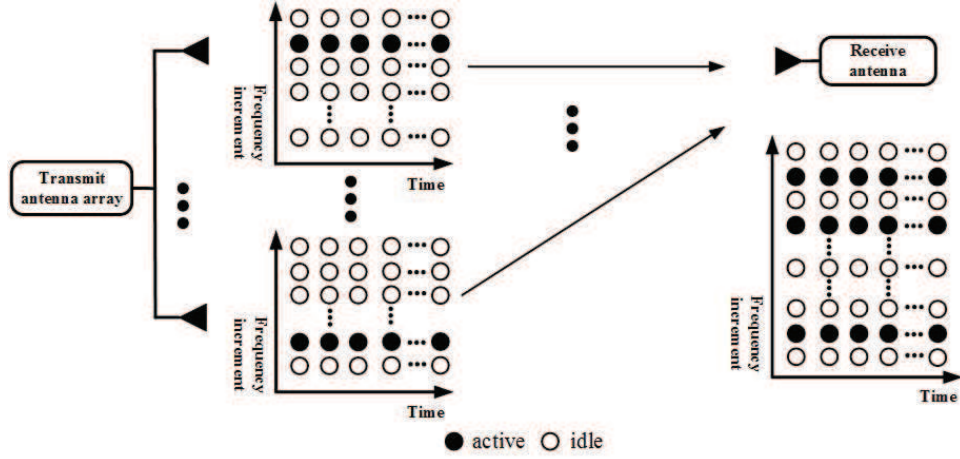 Frequency
increment
Time
Receive
antenna
Transmit
antenna array
Frequency
increment
Time
Frequency
increment
Time
active
idle